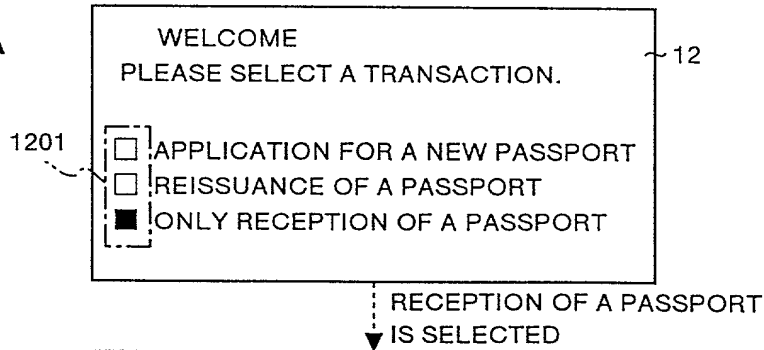 A
WELCOME
12
PLEASE SELECT A TRANSACTION.
1201
APPLICATION FOR A NEW PASSPORT
REISSUANCE OF A PASSPORT
ONLY RECEPTION OF A PASSPORT
RECEPTION OF A PASSPORT
IS SELECTED